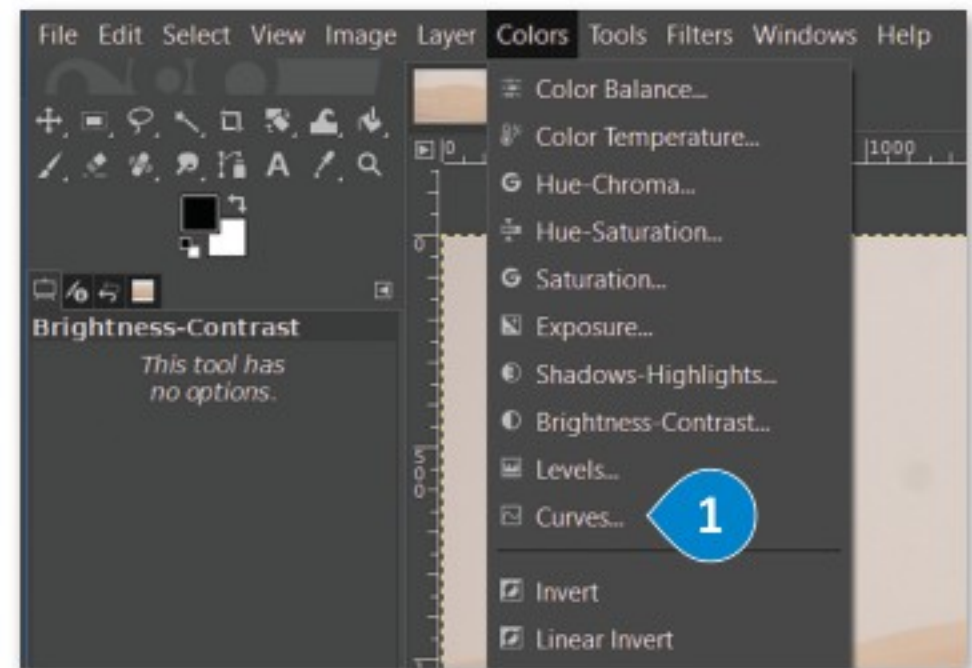 File Edit Select View Image Layer Colors Tools Filters Windows Help
Color Balance...
Color Temperature...
Hue-Chroma...
Hue-Saturation...
Saturation...
Exposure...
Shadows-Highlights...
Brightness-Contrast...
Levels...
Curves...
1
Invert
Linear Invert
A
Brightness-Contrast
This tool has
no options.
0
1000
0
500